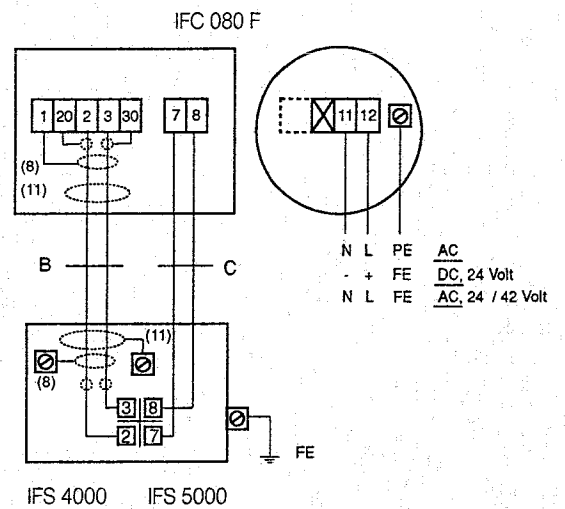 IFC 080 F
1 20 2 3 30 7 8
11 12
(8)
(11)
N L PE AC
- + FE DC, 24 Volt
N L FE AC, 24 / 42 Volt
B C
(11)
(8)
3 8
2 7
FE
IFS 4000 IFS 5000